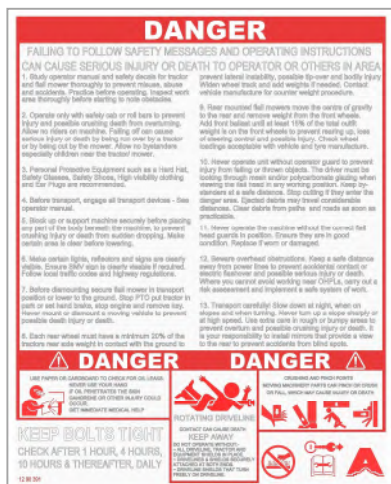 DANGER
FAILING TO FOLLOW SAFETY MESSAGES AND OPERATING INSTRUCTIONS
CAN CAUSE SERIOUS INJURY OR DEATH TO OPERATOR OR OTHERS IN AREA
1. Study operator manual and safety decals for tractor
and flail mower thoroughly to prevent misuse, abuse
and accidents. Practice before operating. Inspect work
area thoroughly before starting to note obstacles
2. Operate only with safety cab or roll bars to prevent
injury and possible crushing death from overturning.
Allow no riders on machine. Falling off can cause
serious injury or death by being run over by a tractor
or by being cut by the mower. Allow no bystanders
especially children near the tractor/ mower.
3. Personal Protective Equipment such as a Hard Hat,
Safety Glasses, Safety Shoes, High visibility clothing
and Ear Plugs are recommended.
4. Before transport, engage all transport devices - See
operator manual.
5. Block up or support machine securely before placing
any part of the body beneath the machine, to prevent
crushing injury or death from sudden dropping. Make
certain area is clear before lowering.
6. Make certain lights, reflectors and signs are clearly
visible. Ensure SMV sign is clearly visable if required.
Follow local traffic codes and highway regulations.
7. Before dismounting secure flail mower in transport
position or lower to the ground. Stop PTO put tractor in
park or set hand brake, stop engine and remove key.
Never mount or dismount a moving vehicle to prevent
possible death injury or death.
8. Each rear wheel must have a minimum 20% of the
tractors rear axle weight in contact with the ground to
prevent lateral instability, possible tip-over and bodily injury
Widen wheel track and add weights if needed. Contact
vehicle manufacture for counter weight procedure.
9. Rear mounted flail mowers move the centre of gravity
to the rear and remove weight from the front wheels.
Add front ballast until at least 15% of the total outfit
weight is on the front wheels to prevent rearing up, loss
of steering control and possible injury. Check wheel
loadings acceptable with vehicle and tyre manufacture.
10. Never operate unit without operator guard to prevent
injury from falling or thrown objects. The driver must be
looking through mesh and/or polycarbonate glazing when
viewing the flail head in any working position. Keep by-
standers at a safe distance. Stop cutting if they enter the
danger area. Ejected debris may travel considerable
distances. Clear debris from paths and roads as soon as
practicable.
11. Never operate the machine without the correct flail
head guards in position. Ensure they are in good
condition. Replace if worn or damaged.
12. Beware overhead obstructions. Keep a safe distance
away from power lines to prevent accidental contact or
electric flashover and possible serious injury or death.
Where you cannot avoid working near OHPLs, carry out a
risk assessment and implement a safe system of work.
13. Transport carefully! Slow down at night, when on
slopes and when turning. Never turn up a slope sharply or
at high speed. Use extra care in rough or bumpy areas to
prevent overturn and possible crushing injury or death. It
is your responsibility to install mirrors that provide a view
to the rear to prevent accidents from blind spots.
DANGER
USE PAPER OR CARDBOARD TO CHECK FOR OIL LEAKS.
NEVER USE YOUR HAND
IF OIL PENETRATES THE SKIN
GANGRENE OR OTHER INJURY COULD
OCCUR.
GET IMMEDIATE MEDICAL HELP
KEEP BOLTS TIGHT
CHECK AFTER 1 HOUR, 4 HOURS,
10 HOURS & THEREAFTER, DAILY
ROTATING DRIVELINE
CONTACT CAN CAUSE DEATH
KEEP AWAY
DO NOT OPERATE WITHOUT-
- ALL DRIVELINE, TRACTOR AND
EQUIPMENT SHIELDS IN PLACE.
- DRIVELINES & SHIELDS SECURELY
ATTACHED AT BOTH ENDS.
- DRIVELINE SHIELDS THAT TURN
FREELY ON DRIVELINE.
DANGER
CRUSHING AND PINCH POINTS
MOVING MACHINERY PARTS CAN PINCH OR CRUSH
OR FALL, WHICH MAY CAUSE INJURY OR DEATH